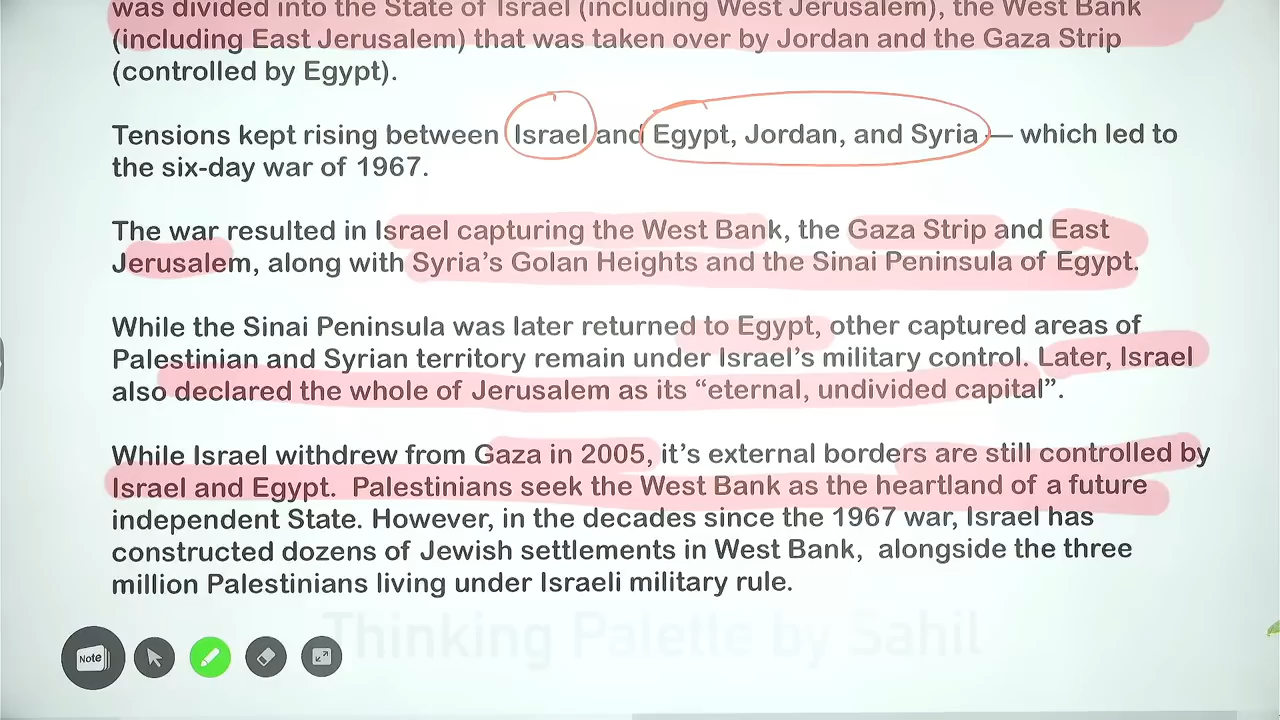 was divided into the State of Israel (including West Jerusalem), the West Bank
(including East Jerusalem) that was taken over by Jordan and the Gaza Strip
(controlled by Egypt).
Tensions kept rising between Israel and Egypt, Jordan, and Syria — which led to
the six-day war of 1967.
The war resulted in Israel capturing the West Bank, the Gaza Strip and East
Jerusalem, along with Syria's Golan Heights and the Sinai Peninsula of Egypt.
While the Sinai Peninsula was later returned to Egypt, other captured areas of
Palestinian and Syrian territory remain under Israel's military control. Later, Israel
also declared the whole of Jerusalem as its “eternal, undivided capital”.
While Israel withdrew from Gaza in 2005, it's external borders are still controlled by
Israel and Egypt. Palestinians seek the West Bank as the heartland of a future
independent State. However, in the decades since the 1967 war, Israel has
constructed dozens of Jewish settlements in West Bank, alongside the three
million Palestinians living under Israeli military rule.
Thinking Palette by Sahil
Note